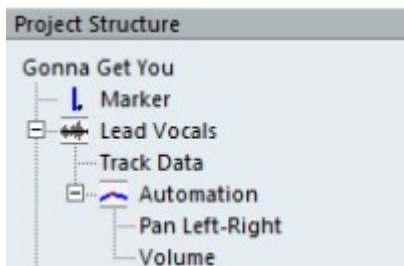 Project Structure
Gonna Get You
Marker
Lead Vocals
Track Data
Automation
Pan Left-Right
Volume